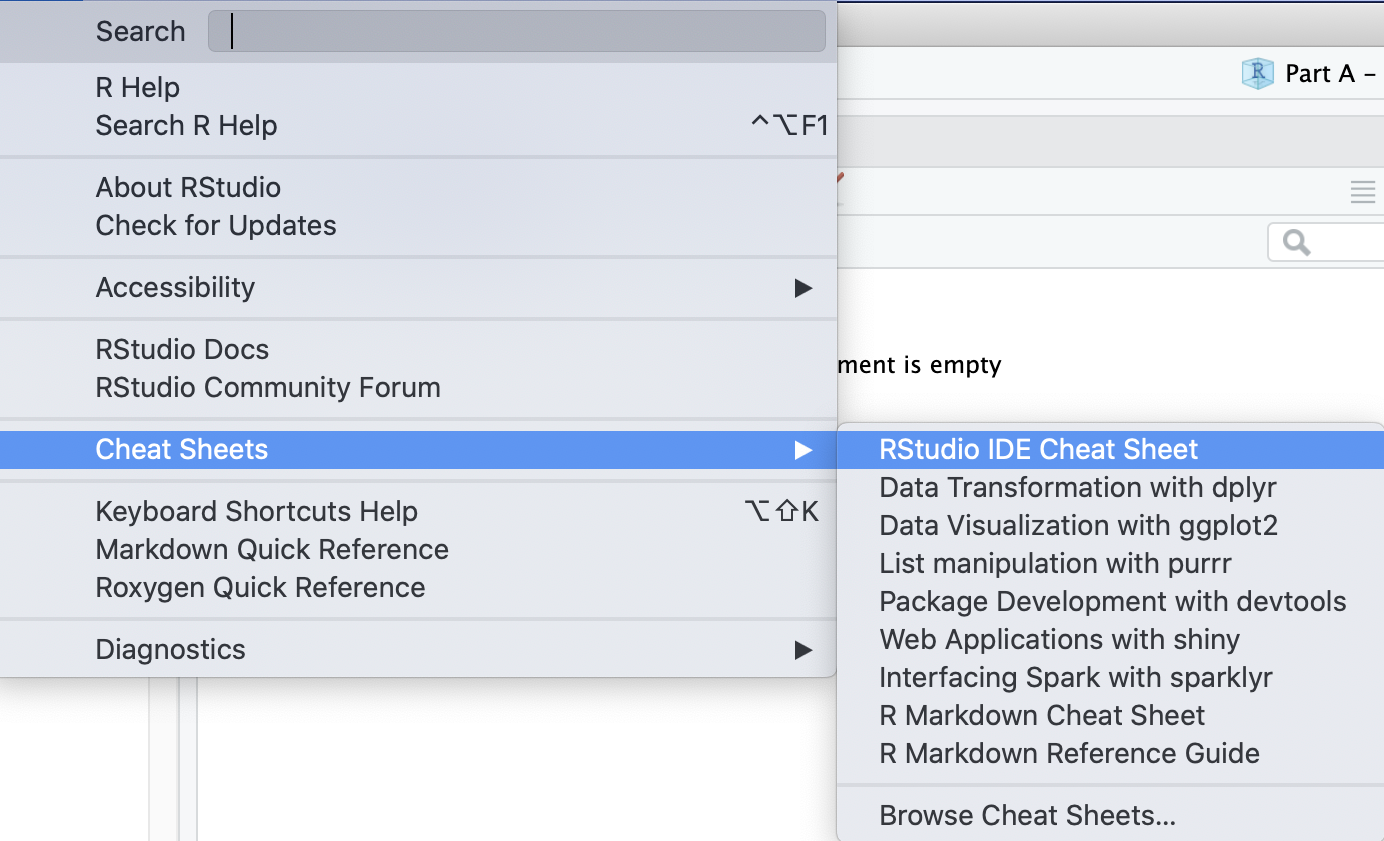 Search
R Help
Search R Help ^⌥F1
About RStudio
Check for Updates
Accessibility ▶
RStudio Docs
RStudio Community Forum
Cheat Sheets ▶
Keyboard Shortcuts Help ⌥⇧K
Markdown Quick Reference
Roxygen Quick Reference
Diagnostics ▶
R Part A –
ment is empty
RStudio IDE Cheat Sheet
Data Transformation with dplyr
Data Visualization with ggplot2
List manipulation with purrr
Package Development with devtools
Web Applications with shiny
Interfacing Spark with sparklyr
R Markdown Cheat Sheet
R Markdown Reference Guide
Browse Cheat Sheets...